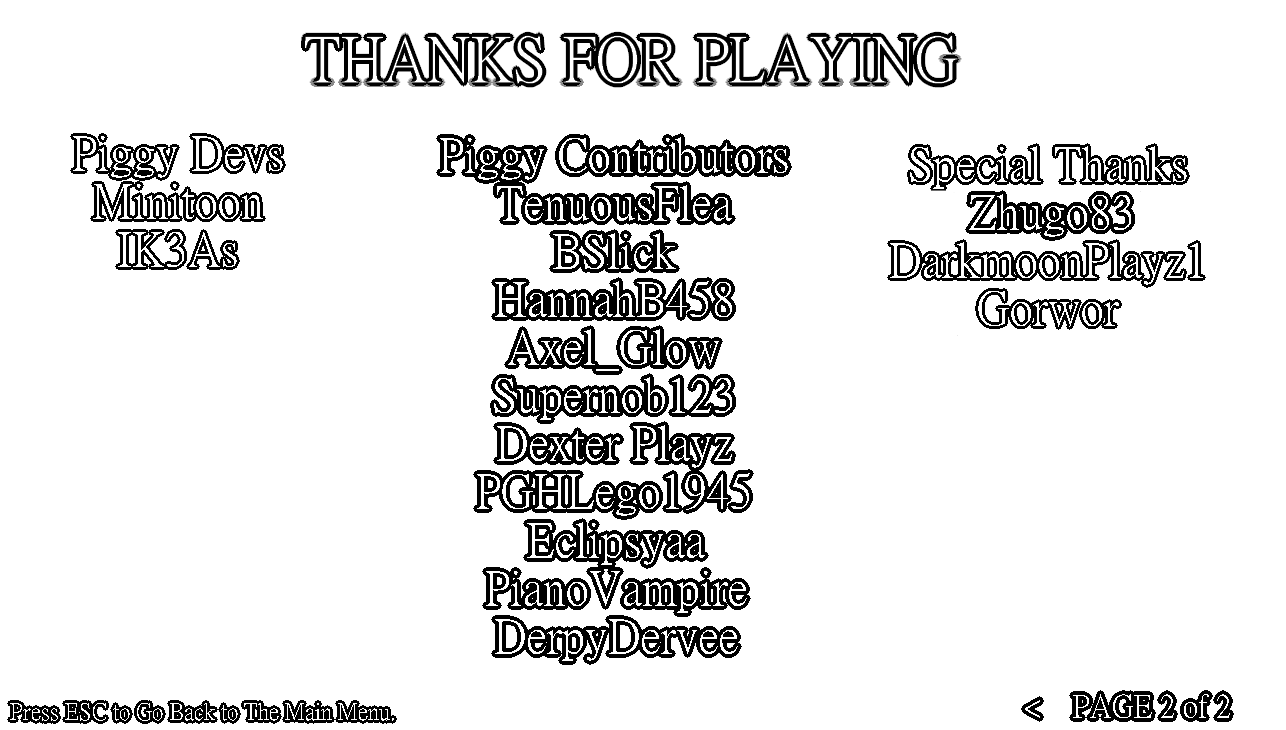 THANKS FOR PLAYING
Piggy Devs
Minitoon
IK3As
Piggy Contributors
TenuousFlea
BSlick
HannahB458
Axel_Glow
Supernob123
Dexter Playz
PGHLego1945
Eclipsyaa
PianoVampire
DerpyDervee
Special Thanks
Zhugo83
DarkmoonPlayz1
Gorwor
Press ESC to Go Back to The Main Menu.
< PAGE 2 of 2